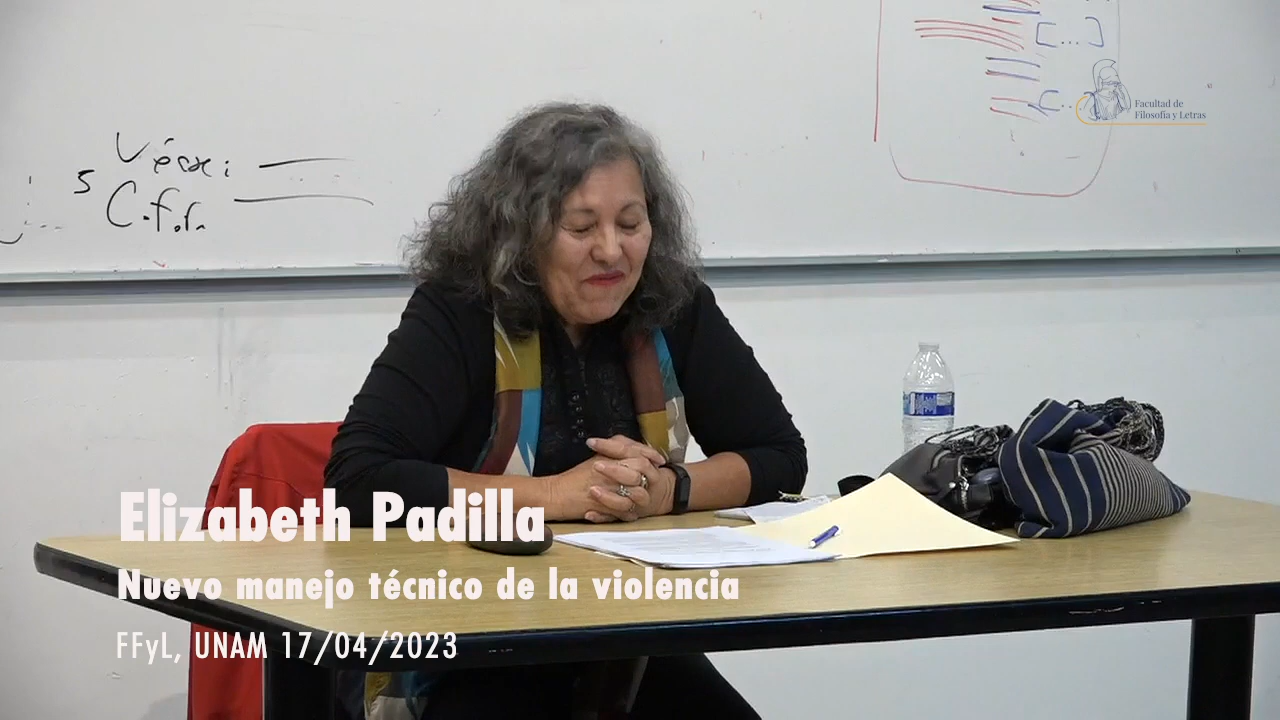 [...]
Facultad de
Filosofía y Letras
C.f.r.
Elizabeth Padilla
Nuevo manejo técnico de la violencia
FFyL, UNAM 17/04/2023